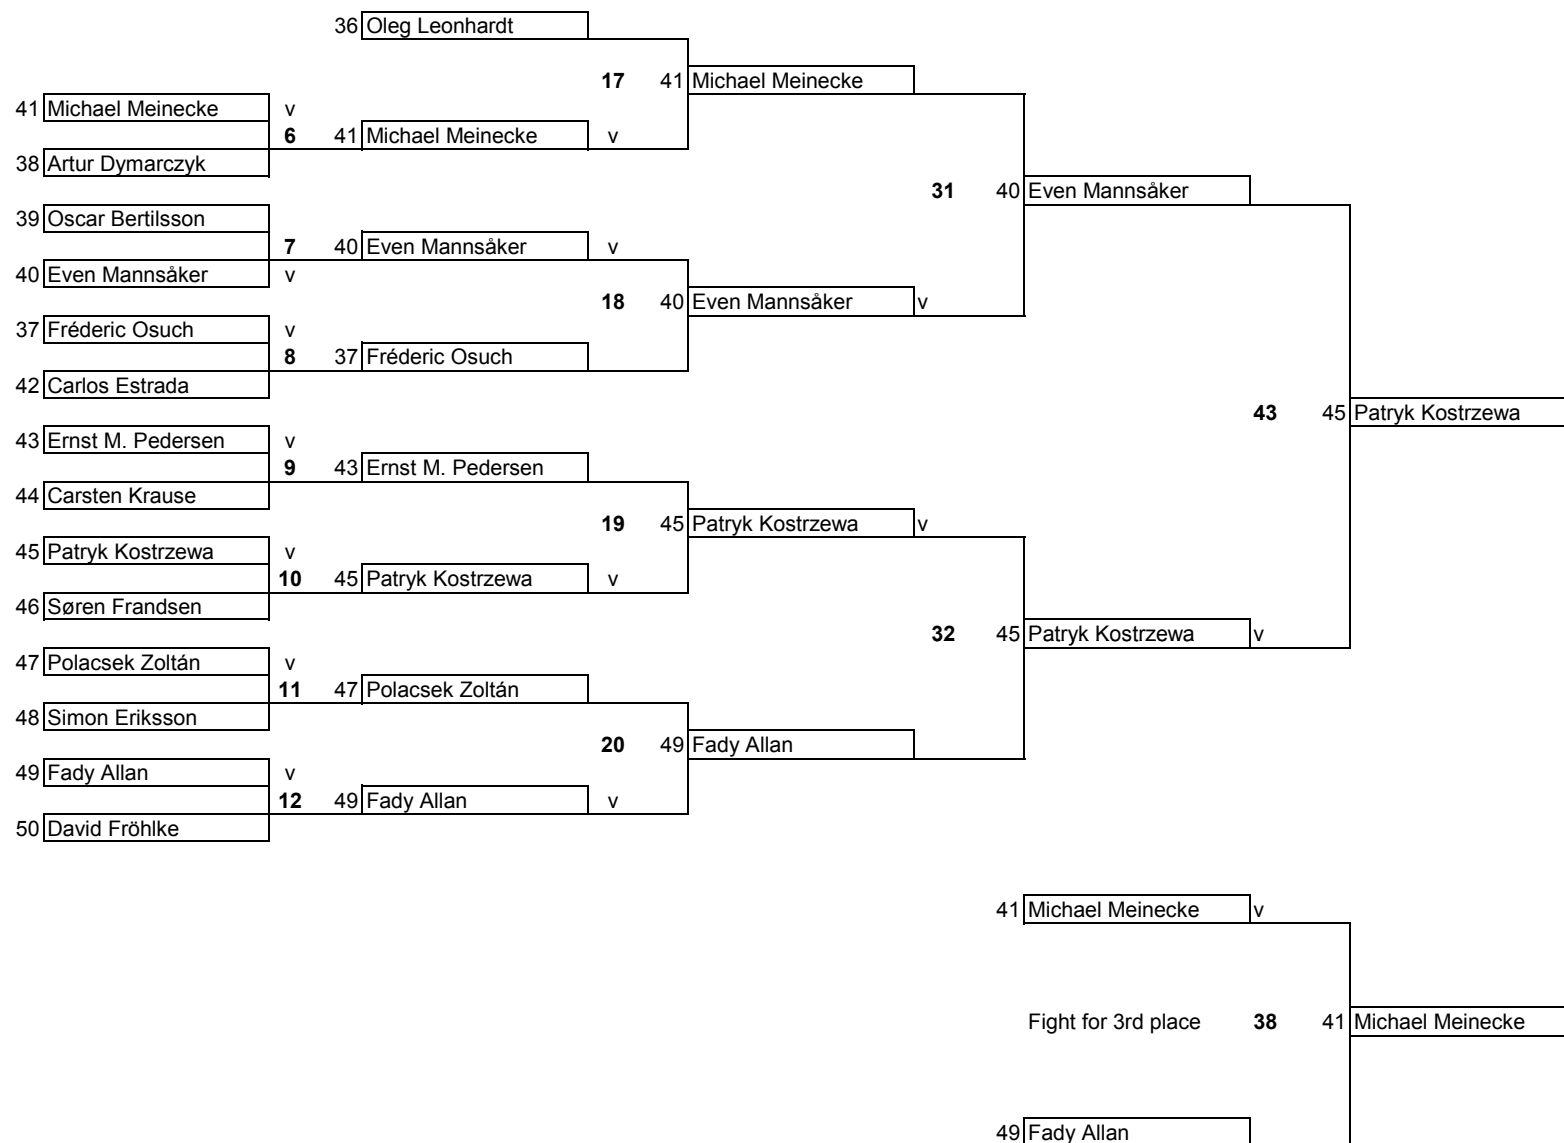 36 Oleg Leonhardt
17 41 Michael Meinecke
41 Michael Meinecke v
6 41 Michael Meinecke v
38 Artur Dymarczyk
31 40 Even Mannsåker
39 Oscar Bertilsson
7 40 Even Mannsåker v
40 Even Mannsåker v
18 40 Even Mannsåker v
37 Fréderic Osuch v
8 37 Fréderic Osuch
42 Carlos Estrada
43 45 Patryk Kostrzewa
43 Ernst M. Pedersen v
9 43 Ernst M. Pedersen
44 Carsten Krause
19 45 Patryk Kostrzewa v
45 Patryk Kostrzewa v
10 45 Patryk Kostrzewa v
46 Søren Frandsen
32 45 Patryk Kostrzewa v
47 Polacsek Zoltán v
11 47 Polacsek Zoltán
48 Simon Eriksson
20 49 Fady Allan
49 Fady Allan v
12 49 Fady Allan v
50 David Fröhlke
41 Michael Meinecke v
Fight for 3rd place 38 41 Michael Meinecke
49 Fady Allan